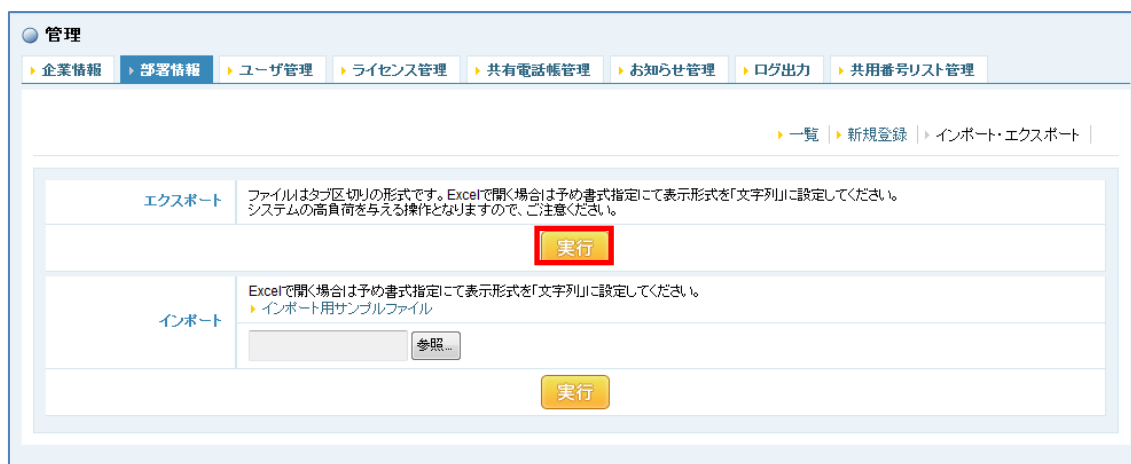 管理
企業情報 部署情報 ユーザ管理 ライセンス管理 共有電話帳管理 お知らせ管理 ログ出力 共用番号リスト管理
一覧 新規登録 インポート・エクスポート
エクスポート
ファイルはタブ区切りの形式です。Excelで開く場合は予め書式指定にて表示形式を「文字列」に設定してください。
システムの高負荷を与える操作となりますので、ご注意ください。
実行
インポート
Excelで開く場合は予め書式指定にて表示形式を「文字列」に設定してください。
インポート用サンプルファイル
参照...
実行